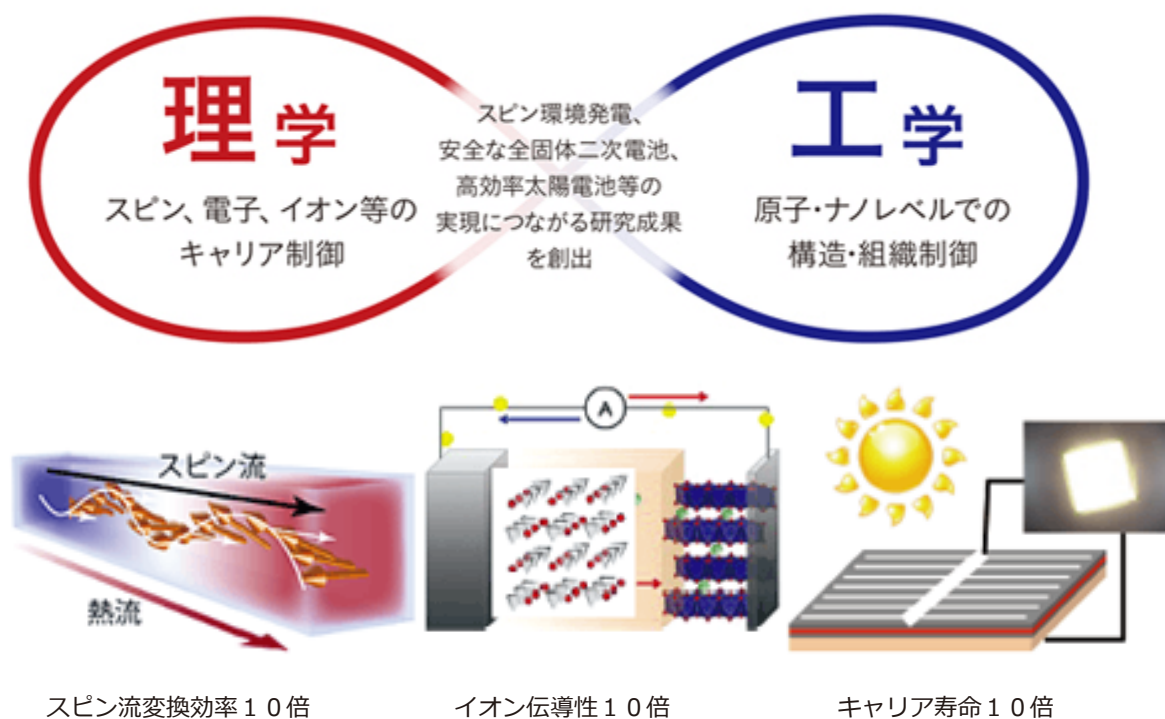 理学
スピン、電子、イオン等の
キャリア制御
スピン環境発電、
安全な全固体二次電池、
高効率太陽電池等の
実現につながる研究成果
を創出
工学
原子・ナノレベルでの
構造・組織制御
スピン流
熱流
A
スピン流変換効率１０倍
イオン伝導性１０倍
キャリア寿命１０倍